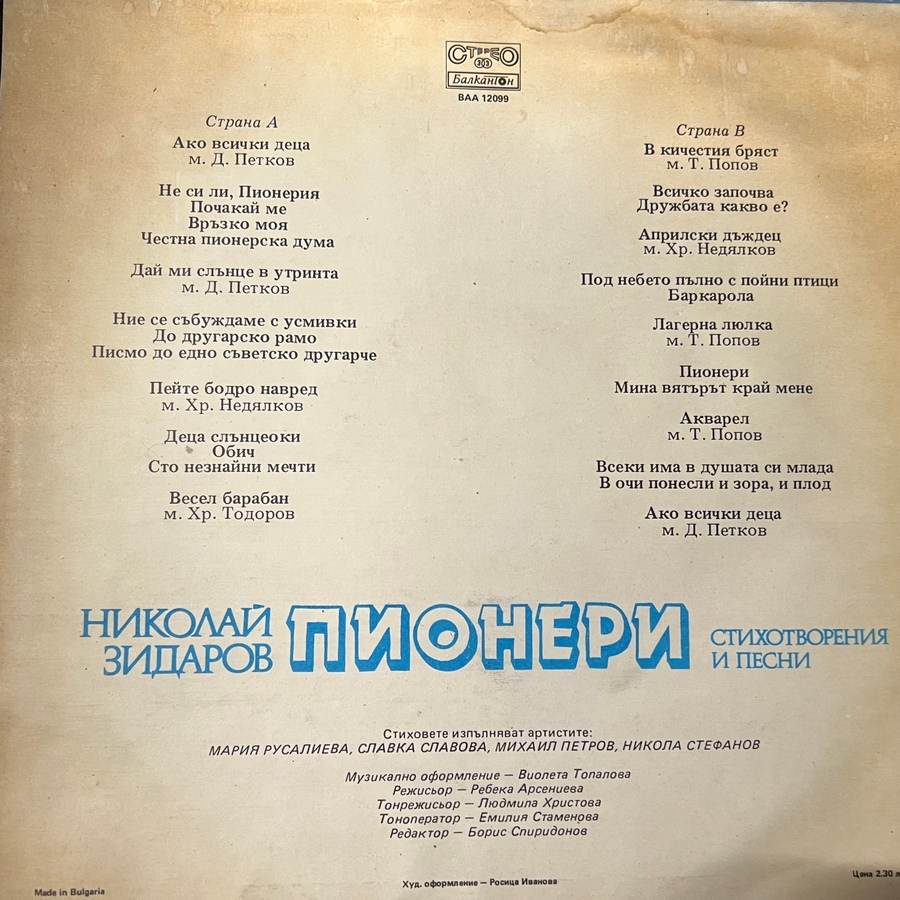 СТЕРЕО
33
Балкантон
ВАА 12099
Страна А
Ако всички деца
м. Д. Петков
Не си ли, Пионерия
Почакай ме
Връзко моя
Честна пионерска дума
Дай ми слънце в утринта
м. Д. Петков
Ние се събуждаме с усмивки
До другарско рамо
Писмо до едно съветско другарче
Пейте бодро навред
м. Хр. Недялков
Деца слънцеоки
Обич
Сто незнайни мечти
Весел барабан
м. Хр. Тодоров
Страна В
В кичестия бряст
м. Т. Попов
Всичко започва
Дружбата какво е?
Априлски дъждец
м. Хр. Недялков
Под небето пълно с пойни птици
Баркарола
Лагерна люлка
м. Т. Попов
Пионери
Мина вятърът край мене
Акварел
м. Т. Попов
Всеки има в душата си млада
В очи понесли и зора, и плод
Ако всички деца
м. Д. Петков
НИКОЛАЙ
ЗИДАРОВ
ПИОНЕРИ
СТИХОТВОРЕНИЯ
И ПЕСНИ
Стиховете изпълняват артистите:
МАРИЯ РУСАЛИЕВА, СЛАВКА СЛАВОВА, МИХАИЛ ПЕТРОВ, НИКОЛА СТЕФАНОВ
Музикално оформление – Виолета Топалова
Режисьор – Ребека Арсениева
Тонрежисьор – Людмила Христова
Тоноператор – Емилия Стаменова
Редактор – Борис Спиридонов
Made in Bulgaria
Худ. оформление – Росица Иванова
Цена 2.30 л